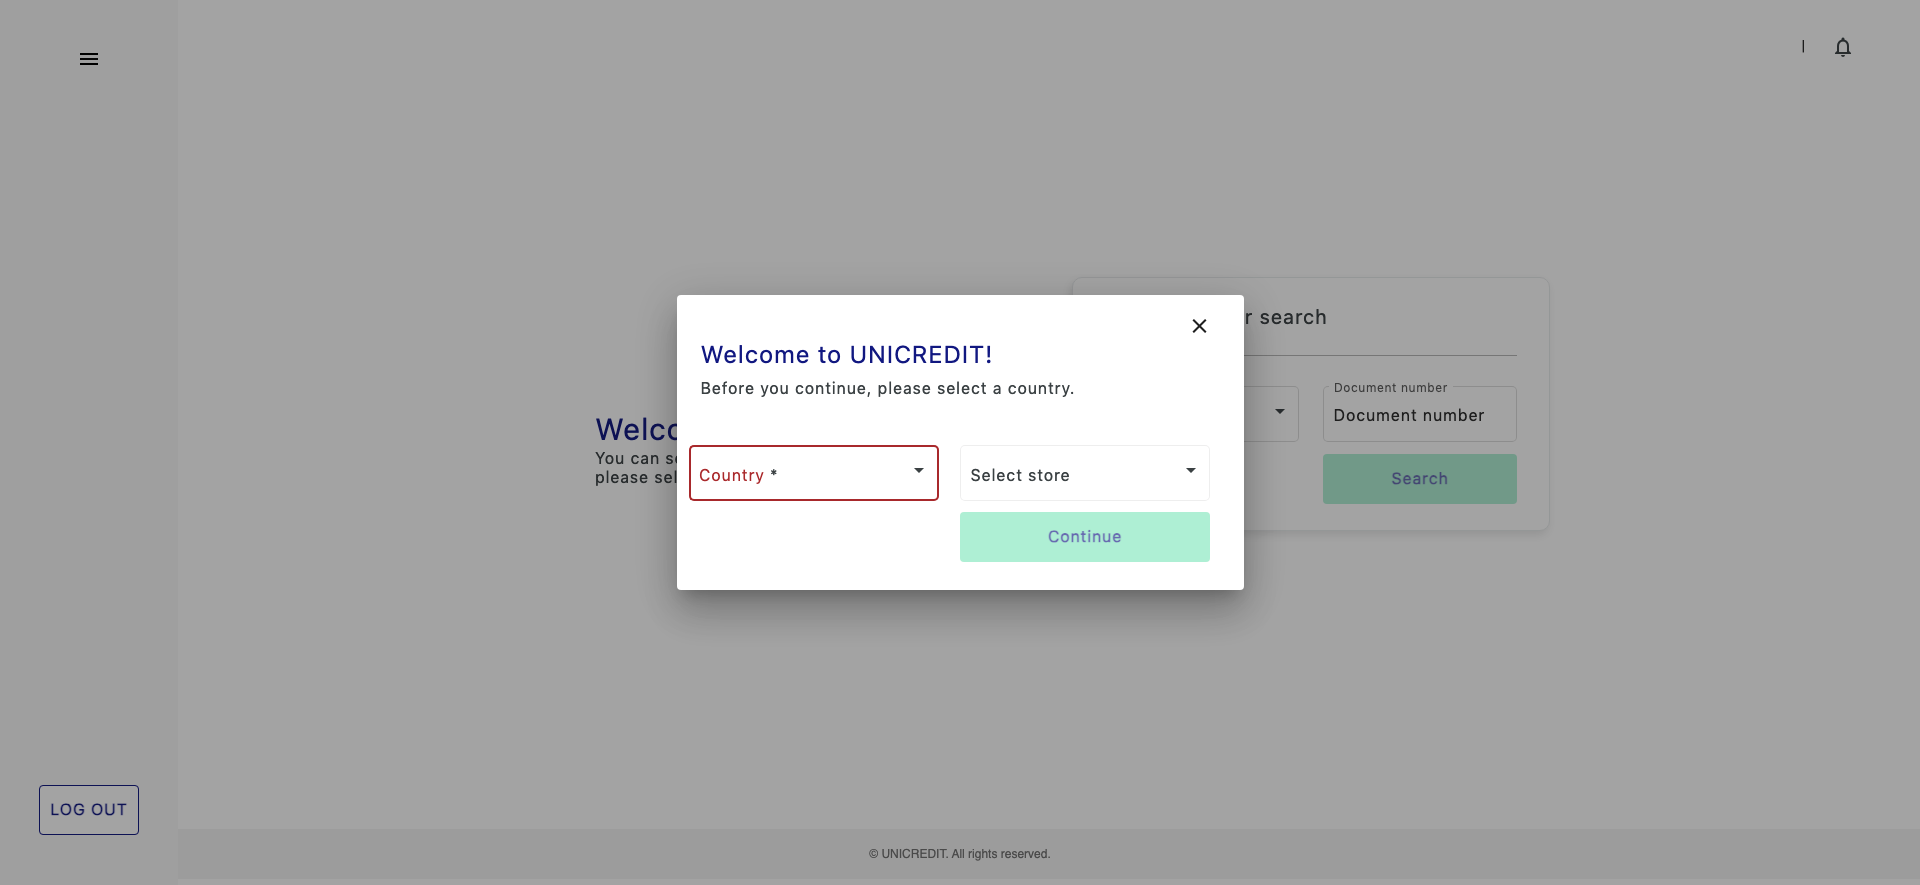 |
r search
Welcome to UNICREDIT!
Before you continue, please select a country.
Document number
Document number
Welco
You can s
please sel
Country *
Select store
Search
Continue
LOG OUT
© UNICREDIT. All rights reserved.